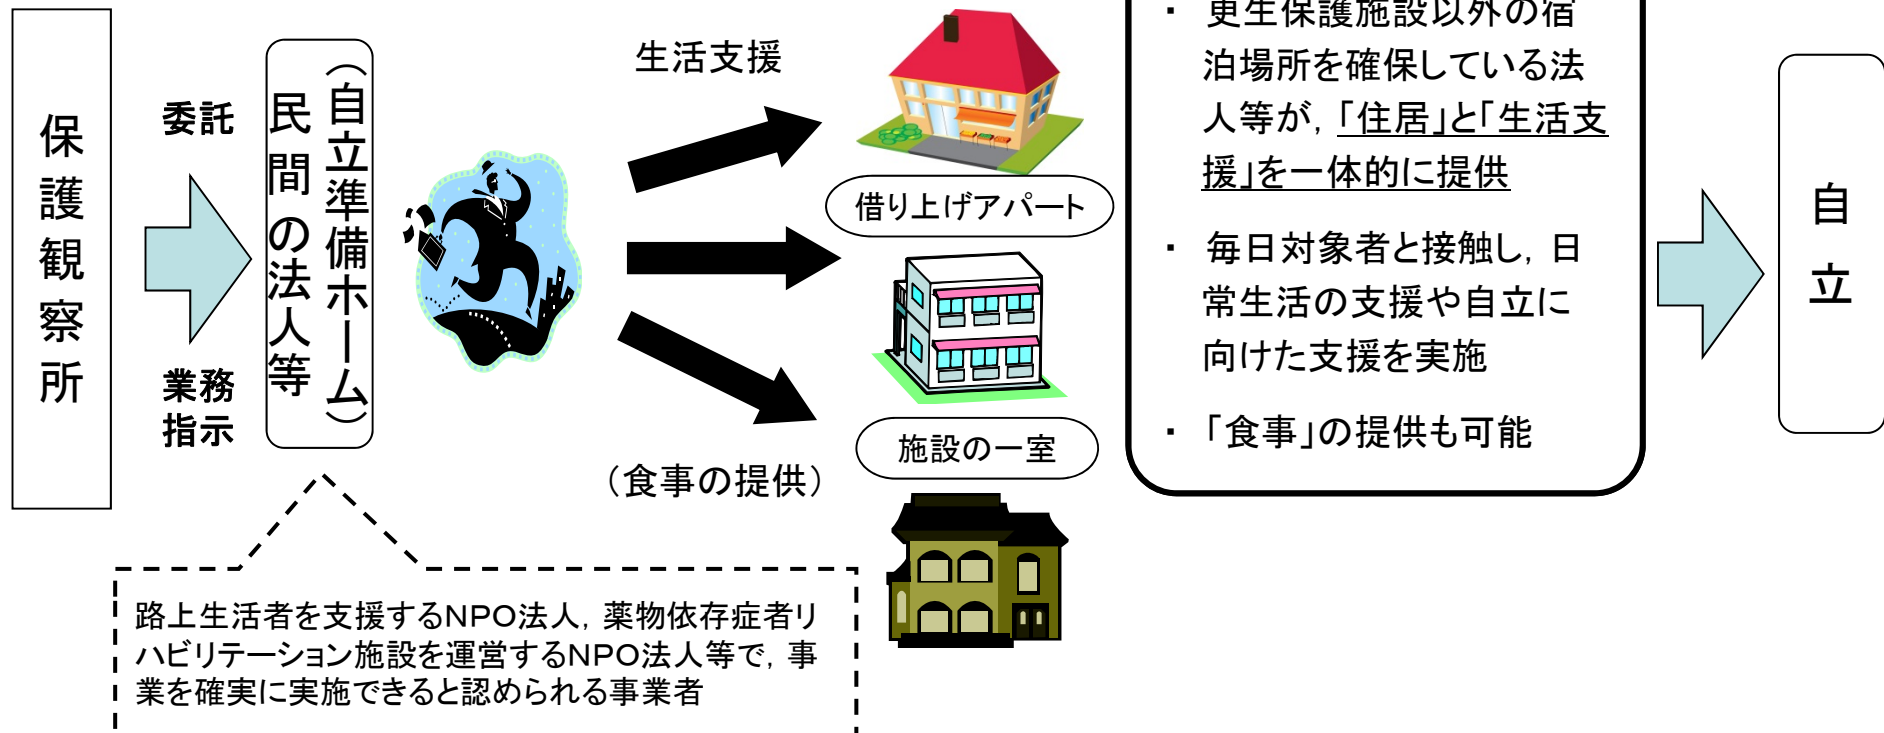 保護観察所
委託
業務
指示
民間の法人等
（自立準備ホーム）
生活支援
（食事の提供）
借り上げアパート
施設の一室
・ 更生保護施設以外の宿
泊場所を確保している法
人等が，「住居」と「生活支
援」を一体的に提供
・ 毎日対象者と接触し，日
常生活の支援や自立に
向けた支援を実施
・ 「食事」の提供も可能
自立
路上生活者を支援するNPO法人，薬物依存症者リ
ハビリテーション施設を運営するNPO法人等で，事
業を確実に実施できると認められる事業者